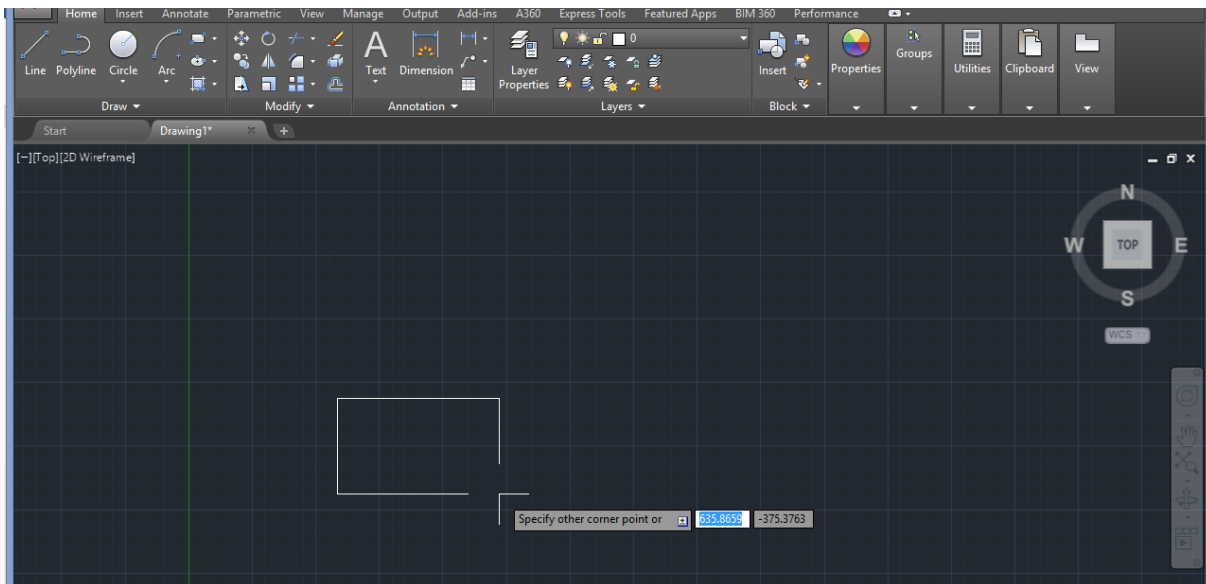 Home Insert Annotate Parametric View Manage Output Add-ins A360 Express Tools Featured Apps BIM 360 Performance
0
Groups
Line Polyline Circle Arc Text Dimension Layer Properties Insert Properties Utilities Clipboard View
Draw Modify Annotation Layers Block
Start Drawing1* +
[−][Top][2D Wireframe]
N
W TOP E
S
WCS
Specify other corner point or 635.8659 -375.3763